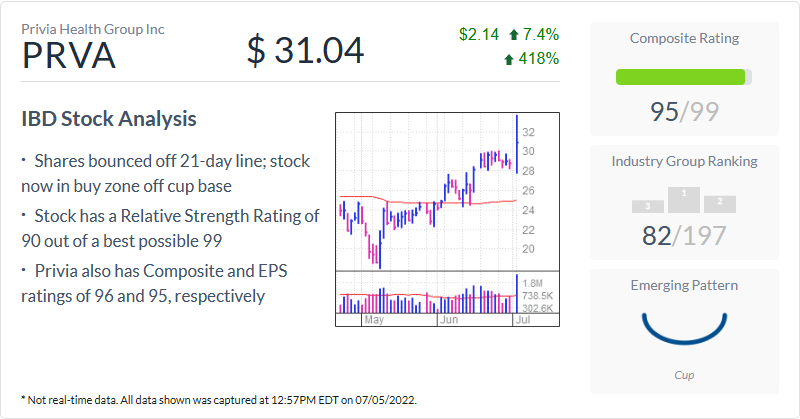 Privia Health Group Inc
PRVA
$ 31.04
$2.14 7.4%
418%
IBD Stock Analysis
· Shares bounced off 21-day line; stock
now in buy zone off cup base
· Stock has a Relative Strength Rating of
90 out of a best possible 99
· Privia also has Composite and EPS
ratings of 96 and 95, respectively
32
30
28
26
24
22
20
1.8M
738.5K
302.6K
May Jun Jul
Composite Rating
95/99
Industry Group Ranking
3 1 2
82/197
Emerging Pattern
Cup
* Not real-time data. All data shown was captured at 12:57PM EDT on 07/05/2022.